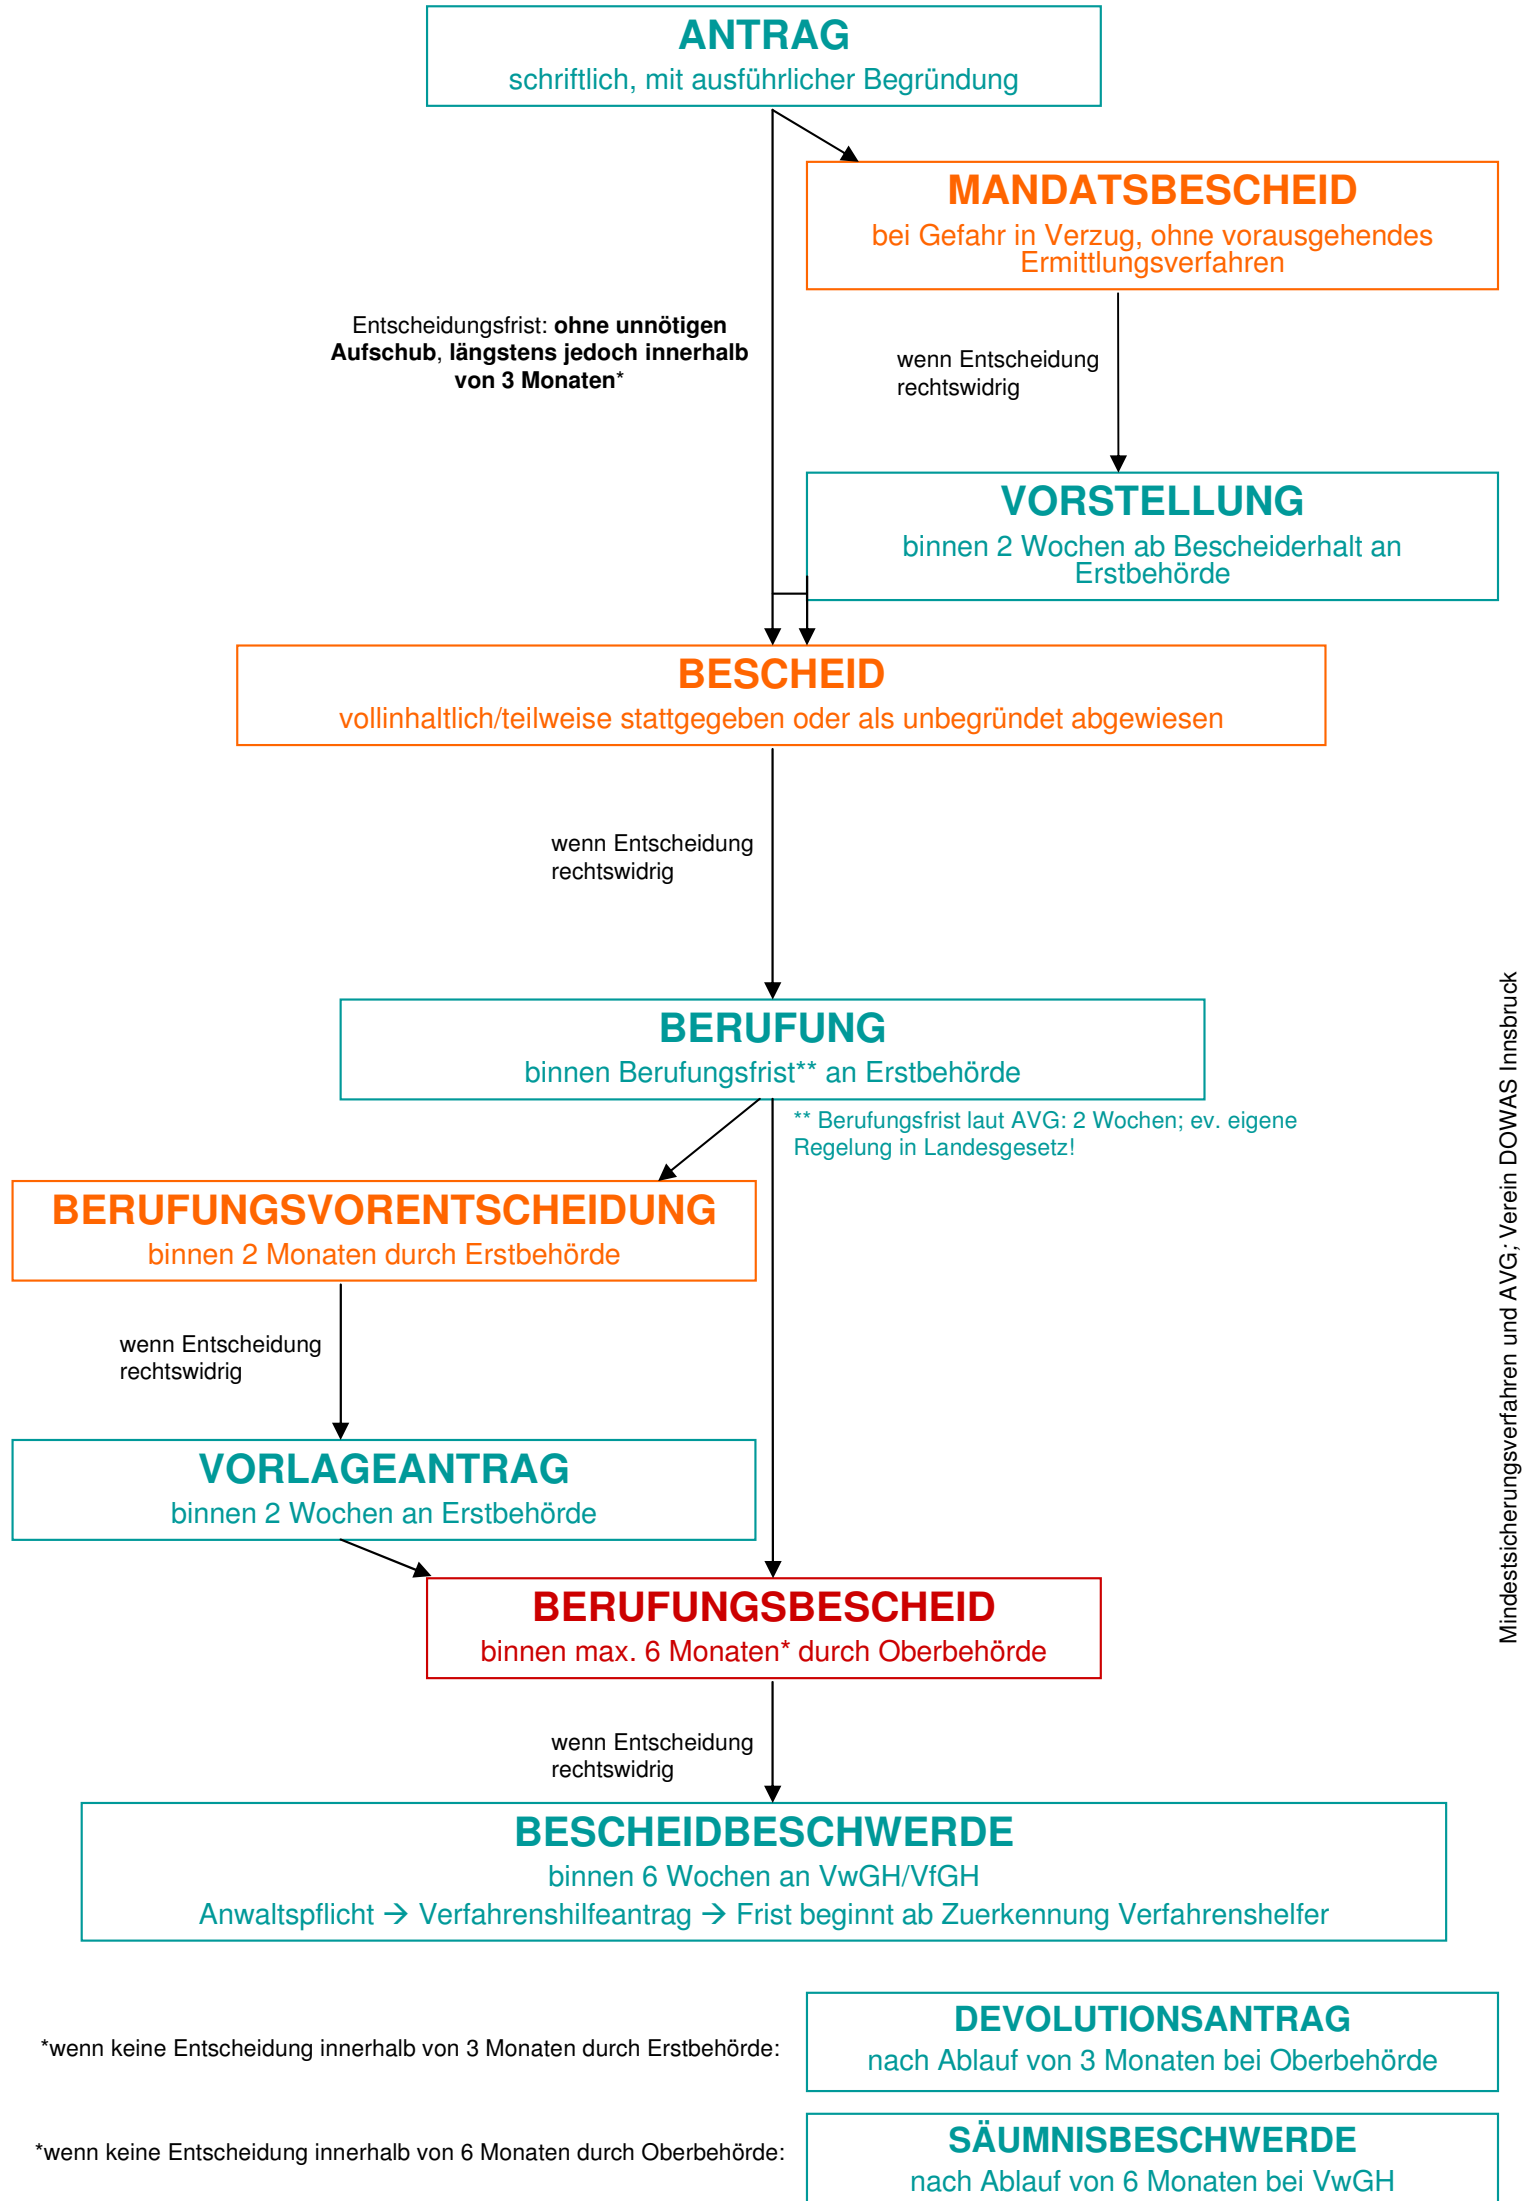 ANTRAG
schriftlich, mit ausführlicher Begründung
MANDATSBESCHEID
bei Gefahr in Verzug, ohne vorausgehendes
Ermittlungsverfahren
Entscheidungsfrist: ohne unnötigen
Aufschub, längstens jedoch innerhalb
von 3 Monaten*
wenn Entscheidung
rechtswidrig
VORSTELLUNG
binnen 2 Wochen ab Bescheiderhalt an
Erstbehörde
BESCHEID
vollinhaltlich/teilweise stattgegeben oder als unbegründet abgewiesen
wenn Entscheidung
rechtswidrig
BERUFUNG
binnen Berufungsfrist** an Erstbehörde
** Berufungsfrist laut AVG: 2 Wochen; ev. eigene
Regelung in Landesgesetz!
BERUFUNGSVORENTSCHEIDUNG
binnen 2 Monaten durch Erstbehörde
wenn Entscheidung
rechtswidrig
VORLAGEANTRAG
binnen 2 Wochen an Erstbehörde
BERUFUNGSBESCHEID
binnen max. 6 Monaten* durch Oberbehörde
wenn Entscheidung
rechtswidrig
BESCHEIDBESCHWERDE
binnen 6 Wochen an VwGH/VfGH
Anwaltspflicht → Verfahrenshilfeantrag → Frist beginnt ab Zuerkennung Verfahrenshelfer
*wenn keine Entscheidung innerhalb von 3 Monaten durch Erstbehörde:
DEVOLUTIONSANTRAG
nach Ablauf von 3 Monaten bei Oberbehörde
*wenn keine Entscheidung innerhalb von 6 Monaten durch Oberbehörde:
SÄUMNISBESCHWERDE
nach Ablauf von 6 Monaten bei VwGH
Mindestsicherungsverfahren und AVG; Verein DOWAS Innsbruck